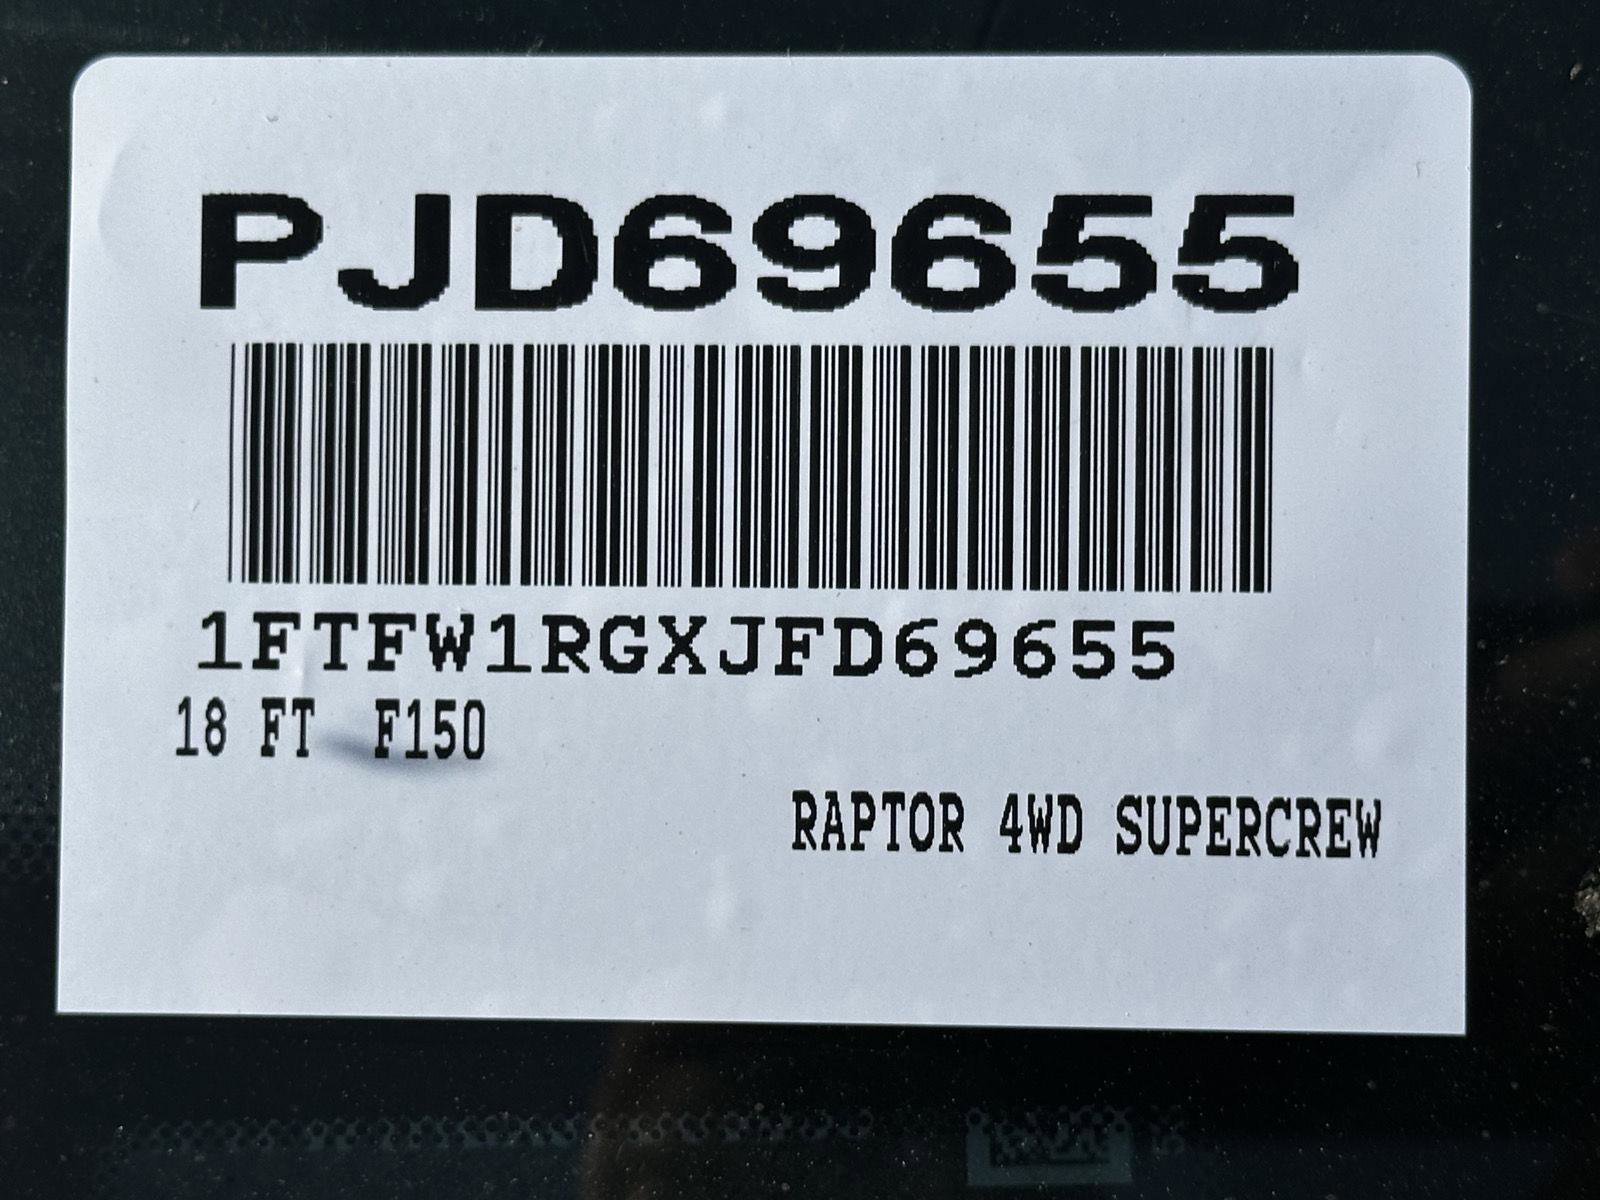 PJD69655
1FTFW1RGXJFD69655
18 FT F150
RAPTOR 4WD SUPERCREW